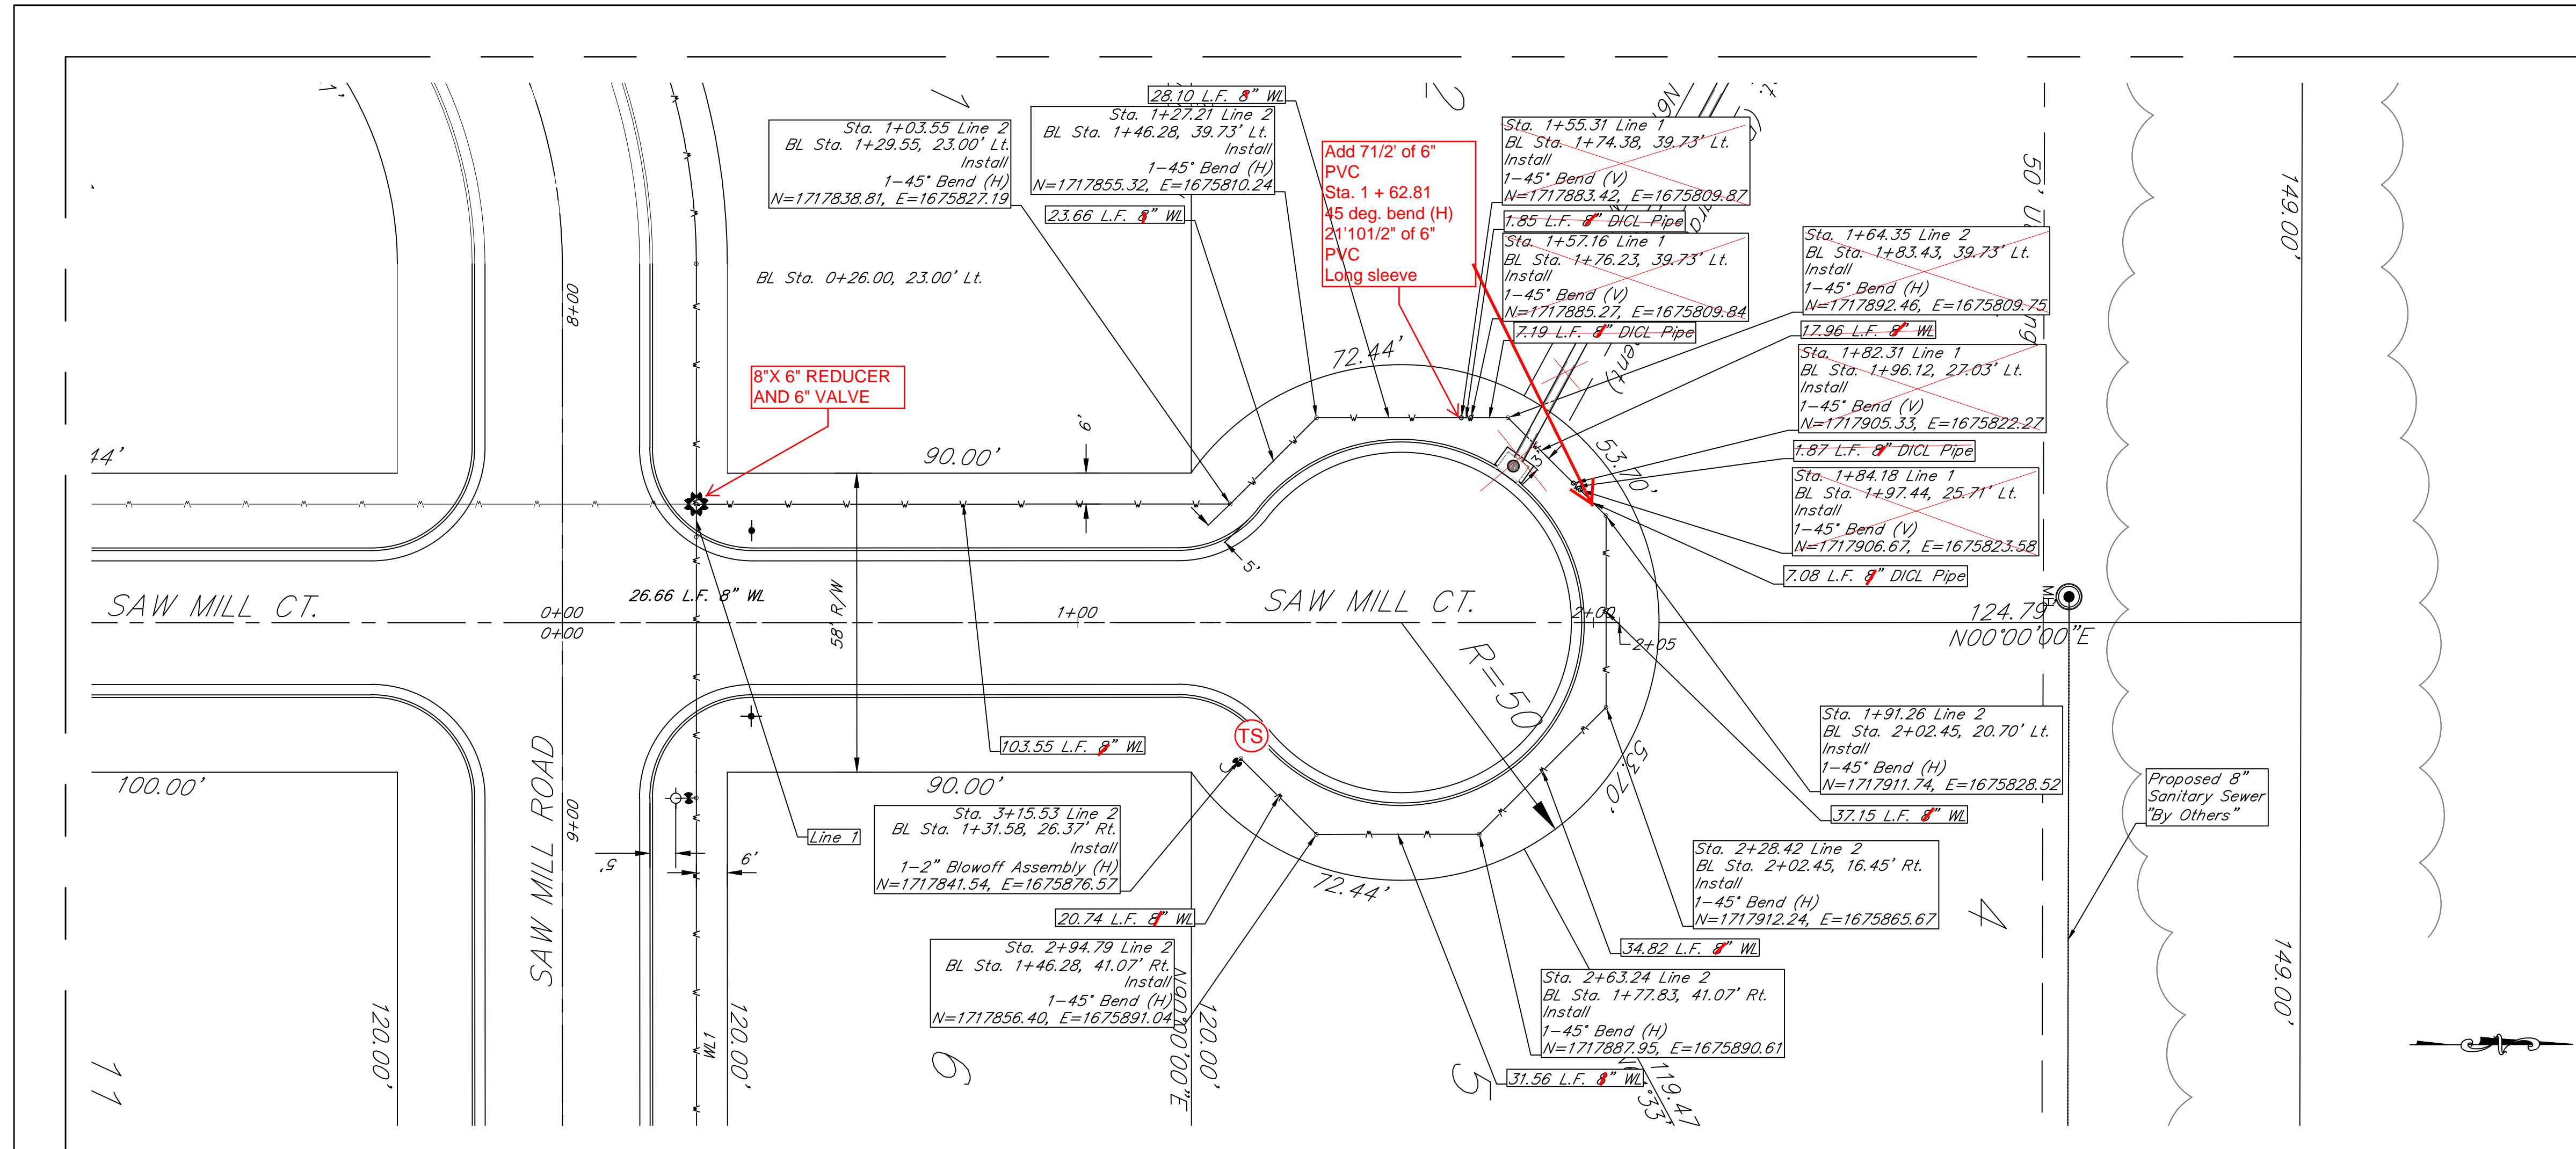 28.10 L.F. 8" WL
Sta. 1+03.55 Line 2
BL Sta. 1+29.55, 23.00' Lt.
Install
1-45° Bend (H)
N=1717838.81, E=1675827.19
Sta. 1+27.21 Line 2
BL Sta. 1+46.28, 39.73' Lt.
Install
1-45° Bend (H)
N=1717855.32, E=1675810.24
23.66 L.F. 8" WL
Add 71/2' of 6"
PVC
Sta. 1 + 62.81
45 deg. bend (H)
21'101/2" of 6"
PVC
Long sleeve
Sta. 1+55.31 Line 1
BL Sta. 1+74.38, 39.73' Lt.
Install
1-45° Bend (V)
N=1717883.42, E=1675809.87
1.85 L.F. 8" DICL Pipe
Sta. 1+57.16 Line 1
BL Sta. 1+76.23, 39.73' Lt.
Install
1-45° Bend (V)
N=1717885.27, E=1675809.84
7.19 L.F. 8" DICL Pipe
Sta. 1+64.35 Line 2
BL Sta. 1+83.43, 39.73' Lt.
Install
1-45° Bend (H)
N=1717892.46, E=1675809.75
17.96 L.F. 8" WL
Sta. 1+82.31 Line 1
BL Sta. 1+96.12, 27.03' Lt.
Install
1-45° Bend (V)
N=1717905.33, E=1675822.27
1.87 L.F. 8" DICL Pipe
Sta. 1+84.18 Line 1
BL Sta. 1+97.44, 25.71' Lt.
Install
1-45° Bend (V)
N=1717906.67, E=1675823.58
7.08 L.F. 8" DICL Pipe
1
2
50' U
149.00'
BL Sta. 0+26.00, 23.00' Lt.
8+00
8"X 6" REDUCER
AND 6" VALVE
72.44'
53.70'
44'
90.00'
6'
3'
5'
26.66 L.F. 8" WL
58' R/W
SAW MILL CT.
0+00
0+00
1+00
SAW MILL CT.
2+00
2+05
R=50
MH
124.79'
N00°00'00"E
TS
103.55 L.F. 8" WL
53.70'
Sta. 1+91.26 Line 2
BL Sta. 2+02.45, 20.70' Lt.
Install
1-45° Bend (H)
N=1717911.74, E=1675828.52
37.15 L.F. 8" WL
Proposed 8"
Sanitary Sewer
"By Others"
100.00'
SAW MILL ROAD
9+00
90.00'
Line 1
5'
6'
Sta. 3+15.53 Line 2
BL Sta. 1+31.58, 26.37' Rt.
Install
1-2" Blowoff Assembly (H)
N=1717841.54, E=1675876.57
72.44'
20.74 L.F. 8" WL
Sta. 2+28.42 Line 2
BL Sta. 2+02.45, 16.45' Rt.
Install
1-45° Bend (H)
N=1717912.24, E=1675865.67
4
34.82 L.F. 8" WL
Sta. 2+94.79 Line 2
BL Sta. 1+46.28, 41.07' Rt.
Install
1-45° Bend (H)
N=1717856.40, E=1675891.04
Sta. 2+63.24 Line 2
BL Sta. 1+77.83, 41.07' Rt.
Install
1-45° Bend (H)
N=1717887.95, E=1675890.61
31.56 L.F. 8" WL
149.00'
120.00'
WL1
120.00'
N90°00'00"E
120.00'
11
6
5
119.47